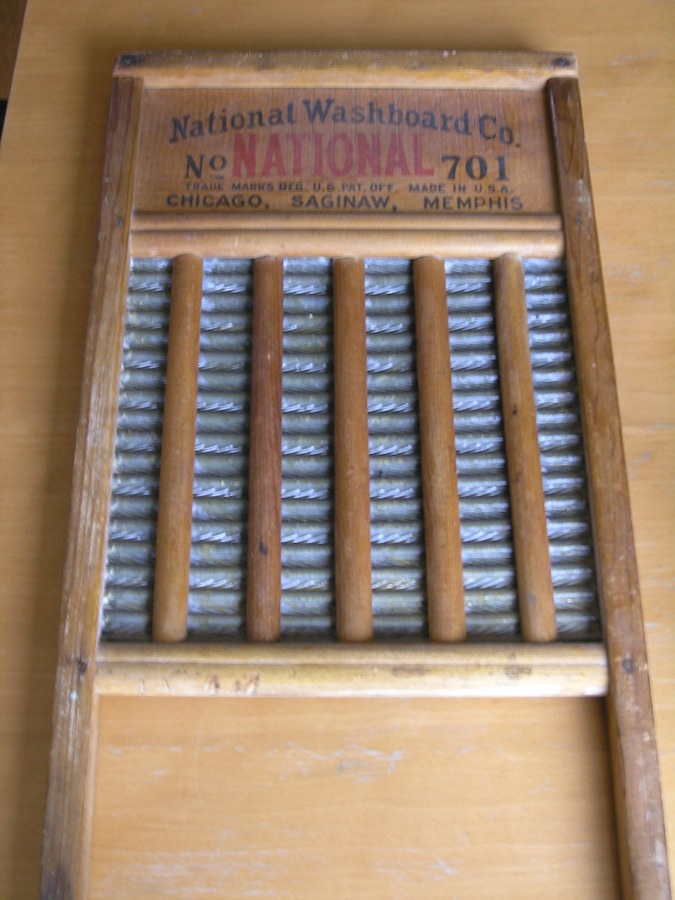 National Washboard Co.
No NATIONAL 701
TRADE MARKS REG. U.S. PAT. OFF. MADE IN U.S.A.
CHICAGO, SAGINAW, MEMPHIS